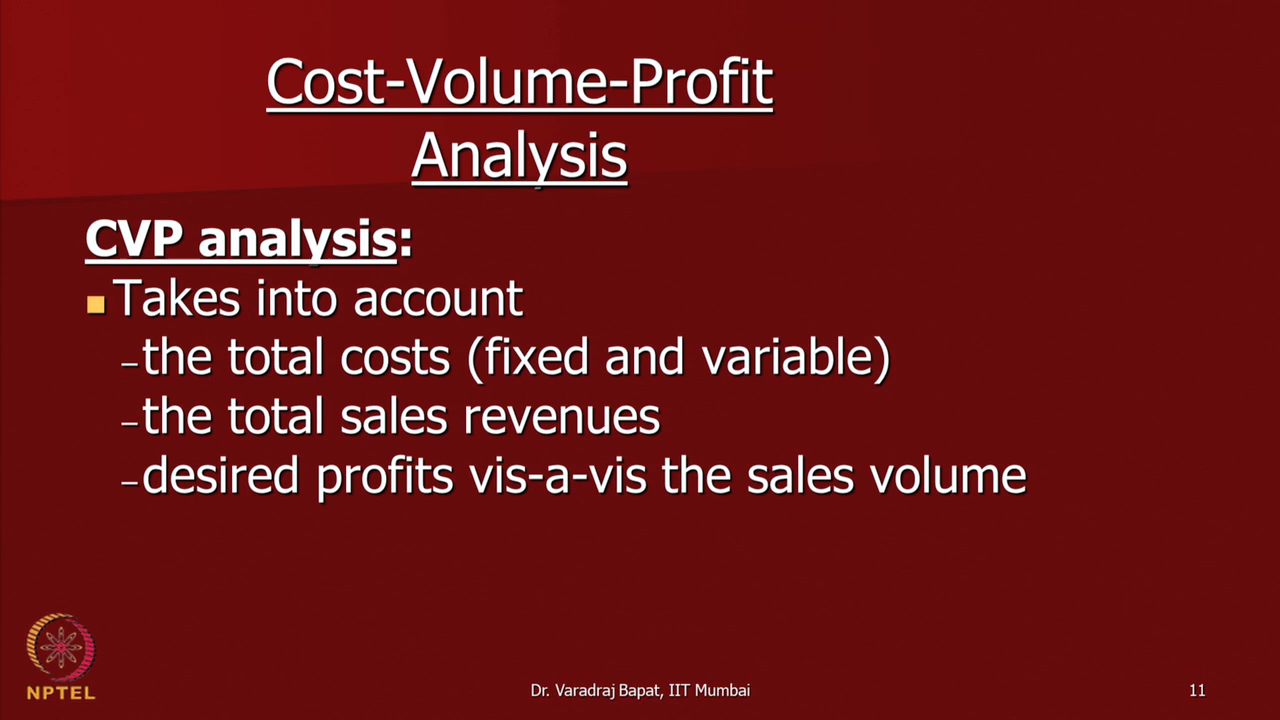 Cost-Volume-Profit
Analysis
CVP analysis:
Takes into account
–the total costs (fixed and variable)
–the total sales revenues
–desired profits vis-a-vis the sales volume
NPTEL
Dr. Varadraj Bapat, IIT Mumbai
11